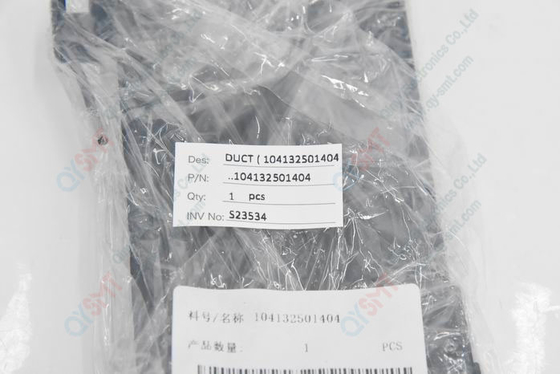 Des: DUCT ( 104132501404
P/N: ..104132501404
Qty: 1 pcs
INV No: S23534
料号/名称 104132501404
产品数量 1 PCS
QYSMT